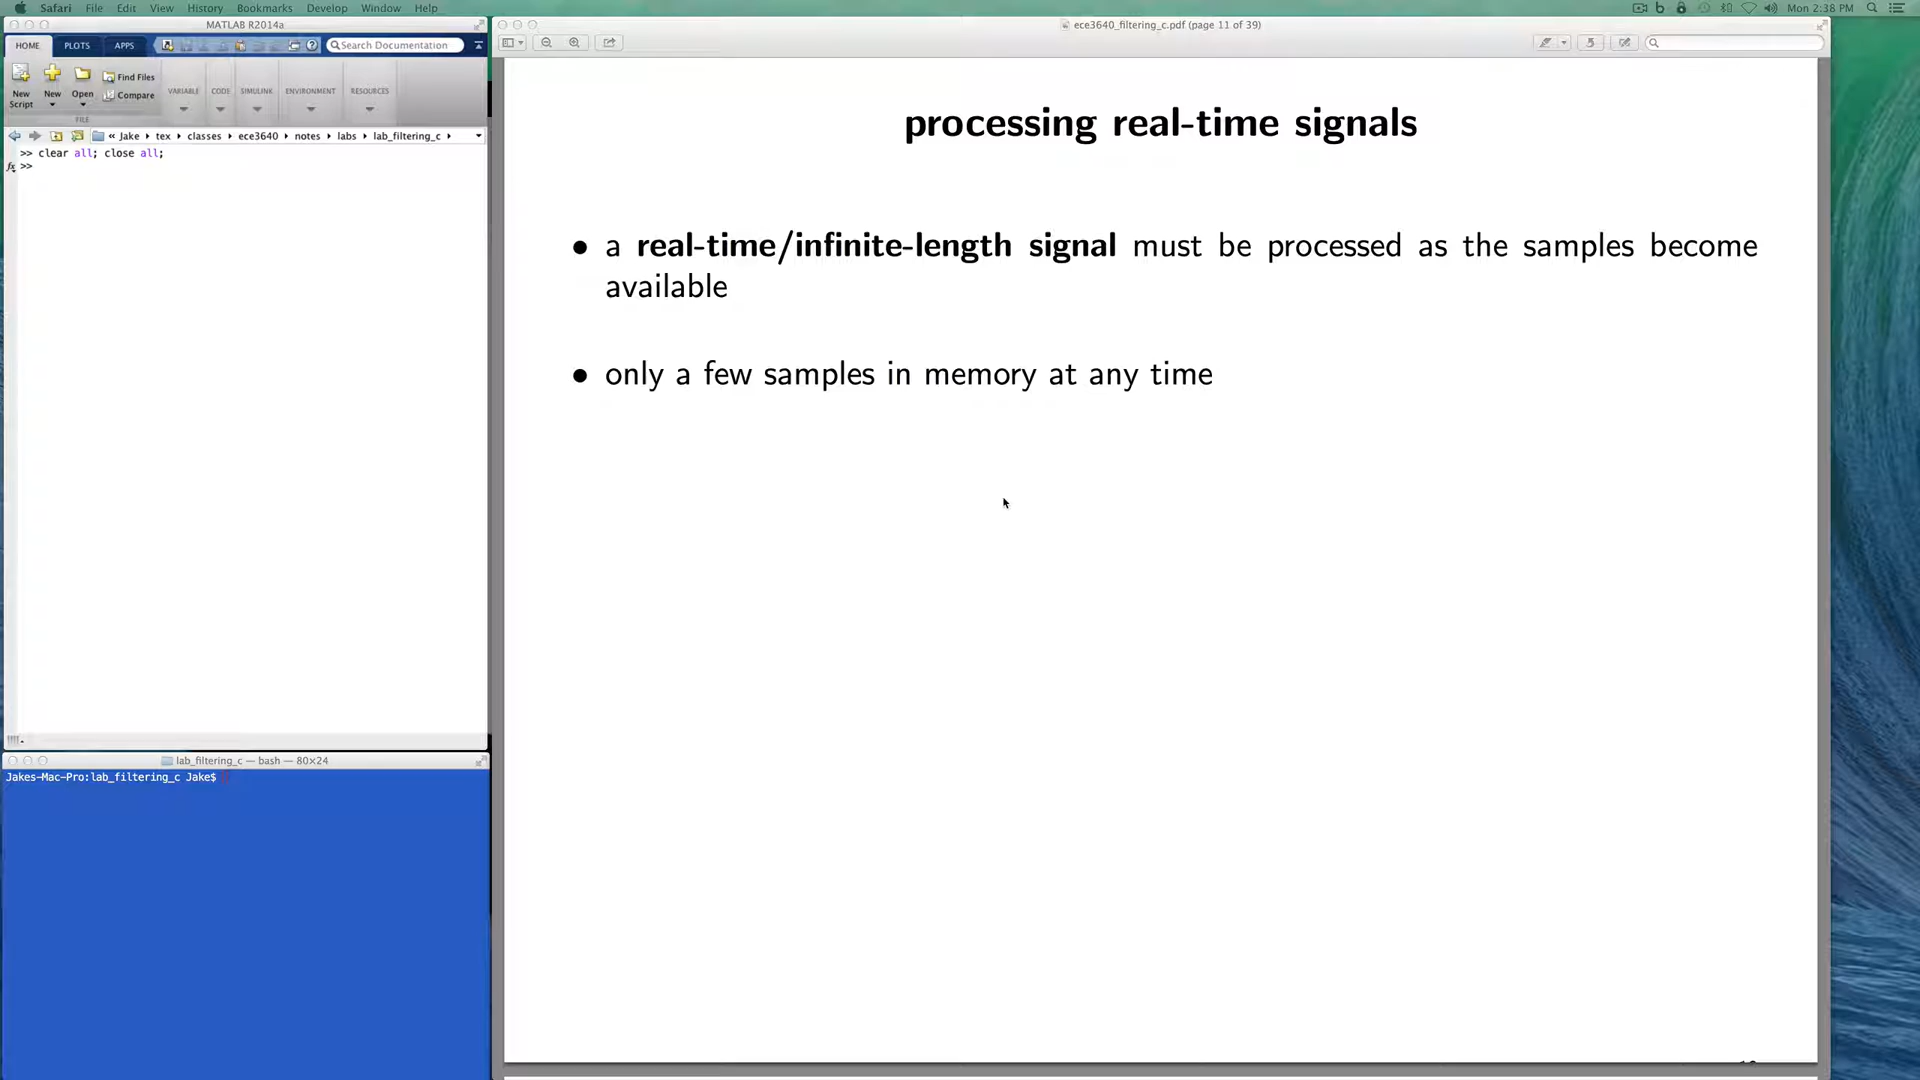 Safari File Edit View History Bookmarks Develop Window Help
Mon 2:38 PM
MATLAB R2014a
HOME PLOTS APPS
Search Documentation
New Script
New
Open
Find Files
Compare
VARIABLE CODE SIMULINK ENVIRONMENT RESOURCES
FILE
« Jake ▸ tex ▸ classes ▸ ece3640 ▸ notes ▸ labs ▸ lab_filtering_c ▸
>> clear all; close all;
fx >>
lab_filtering_c — bash — 80×24
Jakes-Mac-Pro:lab_filtering_c Jake$
ece3640_filtering_c.pdf (page 11 of 39)
processing real-time signals
• a real-time/infinite-length signal must be processed as the samples become
available
• only a few samples in memory at any time